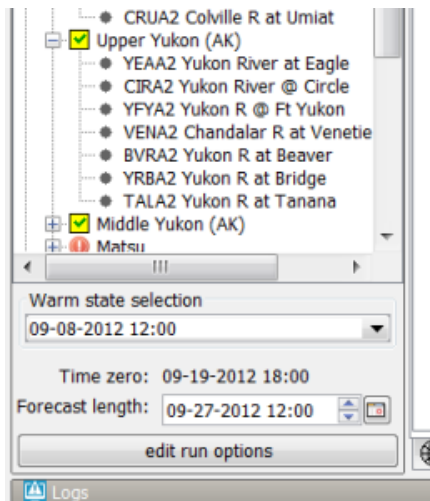 CRUA2 Colville R at Umiat
Upper Yukon (AK)
YEAA2 Yukon River at Eagle
CIRA2 Yukon River @ Circle
YFYA2 Yukon R @ Ft Yukon
VENA2 Chandalar R at Venetie
BVRA2 Yukon R at Beaver
YRBA2 Yukon R at Bridge
TALA2 Yukon R at Tanana
Middle Yukon (AK)
Matsu
Warm state selection
09-08-2012 12:00
Time zero: 09-19-2012 18:00
Forecast length: 09-27-2012 12:00
edit run options
Logs